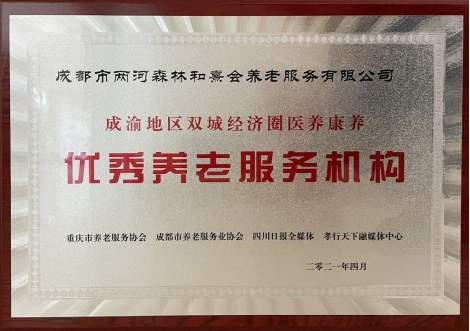 成都市两河森林和熹会养老服务有限公司
成渝地区双城经济圈医养康养
优秀养老服务机构
重庆市养老服务协会 成都市养老服务业协会 四川日报全媒体 孝行天下融媒体中心
二零二一年四月